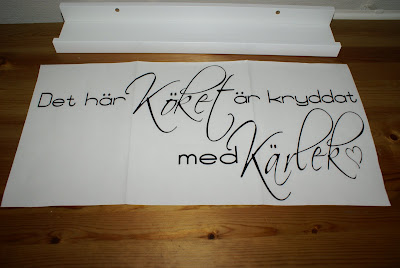 Det här Köket är kryddat
med Kärlek